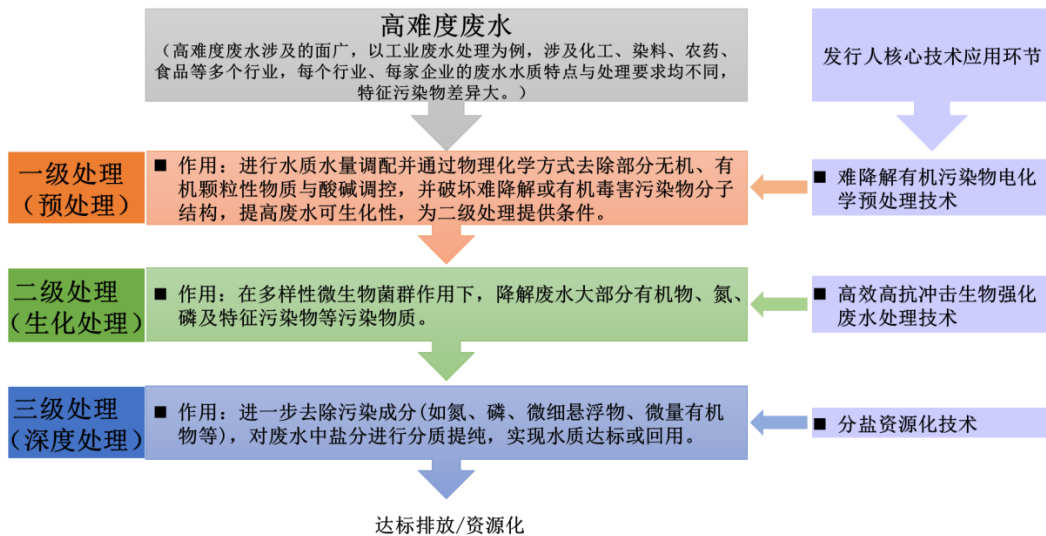 高难度废水
（高难度废水涉及的面广，以工业废水处理为例，涉及化工、染料、农药、
食品等多个行业，每个行业、每家企业的废水水质特点与处理要求均不同，
特征污染物差异大。）
发行人核心技术应用环节
一级处理
（预处理）
■ 作用：进行水质水量调配并通过物理化学方式去除部分无机、有
机颗粒性物质与酸碱调控，并破坏难降解或有机毒害污染物分子
结构，提高废水可生化性，为二级处理提供条件。
■ 难降解有机污染物电化
学预处理技术
二级处理
（生化处理）
■ 作用：在多样性微生物菌群作用下，降解废水大部分有机物、氮、
磷及特征污染物等污染物质。
■ 高效高抗冲击生物强化
废水处理技术
三级处理
（深度处理）
■ 作用：进一步去除污染成分(如氮、磷、微细悬浮物、微量有机
物等)，对废水中盐分进行分质提纯，实现水质达标或回用。
■ 分盐资源化技术
达标排放/资源化